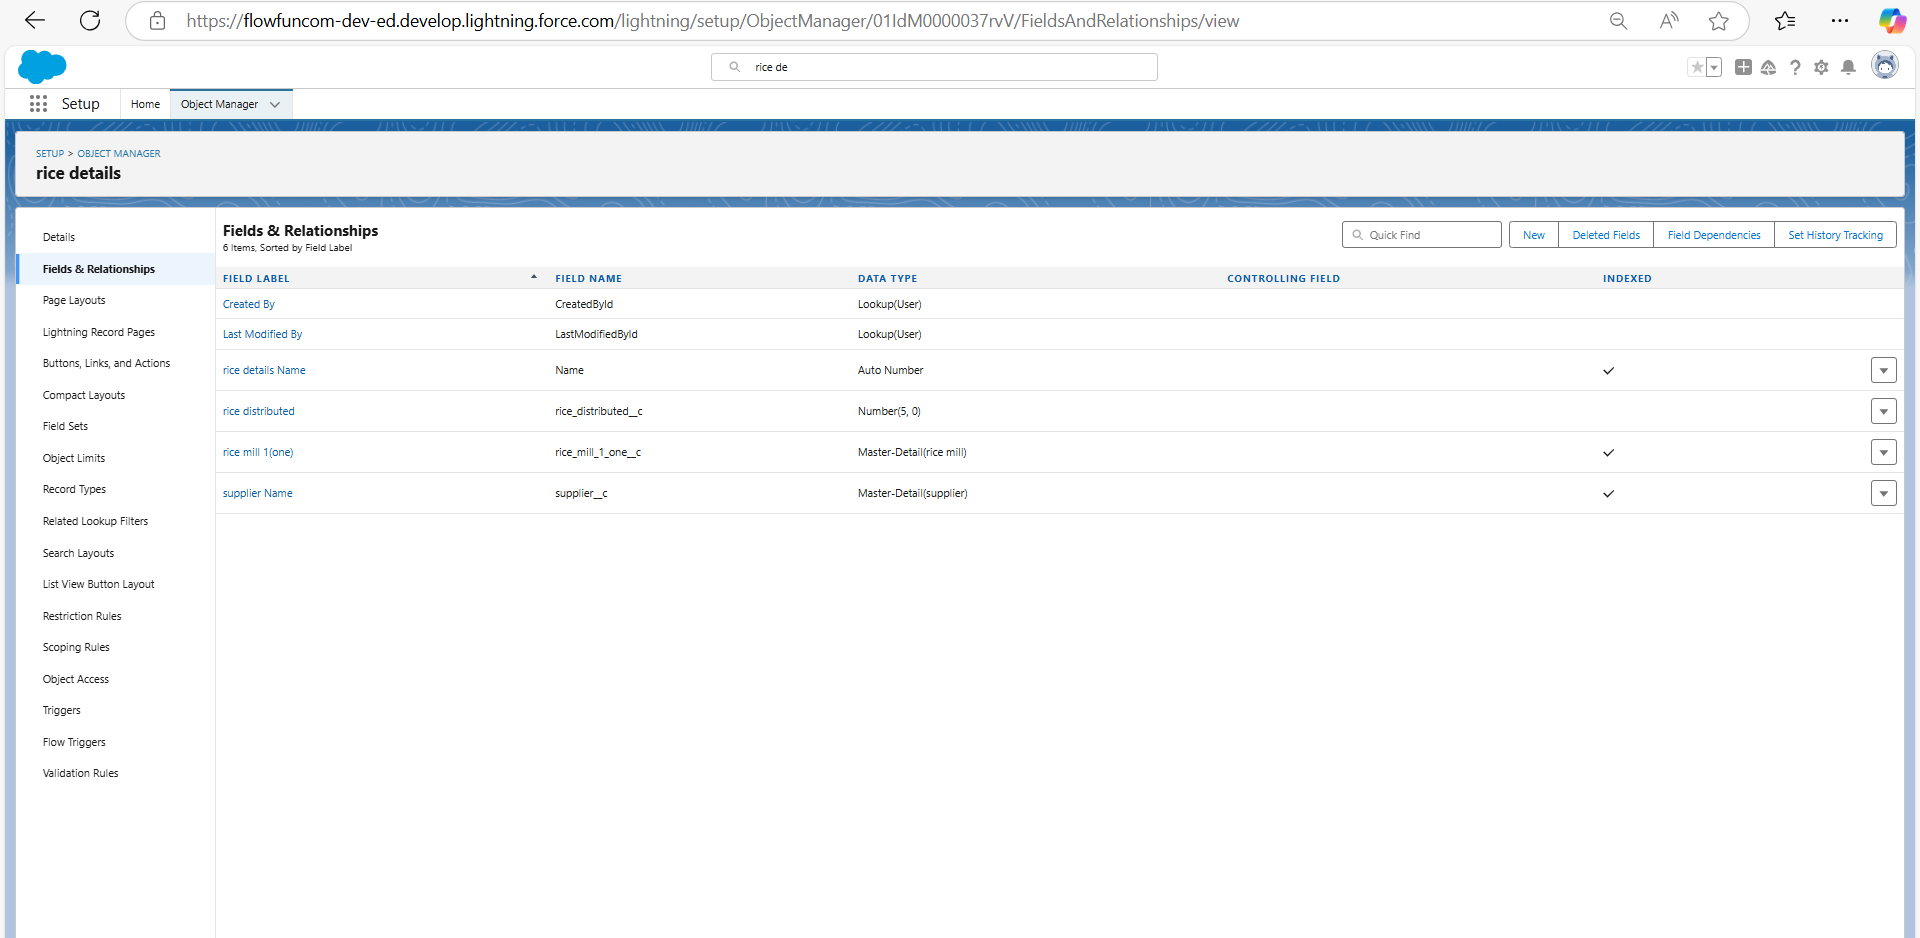 https://flowfuncom-dev-ed.develop.lightning.force.com/lightning/setup/ObjectManager/01IdM0000037rvV/FieldsAndRelationships/view
rice de
Setup Home Object Manager
SETUP > OBJECT MANAGER
rice details
Details
Fields & Relationships
Page Layouts
Lightning Record Pages
Buttons, Links, and Actions
Compact Layouts
Field Sets
Object Limits
Record Types
Related Lookup Filters
Search Layouts
List View Button Layout
Restriction Rules
Scoping Rules
Object Access
Triggers
Flow Triggers
Validation Rules
Fields & Relationships
6 Items, Sorted by Field Label
Quick Find New Deleted Fields Field Dependencies Set History Tracking
FIELD LABEL FIELD NAME DATA TYPE CONTROLLING FIELD INDEXED
Created By CreatedById Lookup(User)
Last Modified By LastModifiedById Lookup(User)
rice details Name Name Auto Number
rice distributed rice_distributed__c Number(5, 0)
rice mill 1(one) rice_mill_1_one__c Master-Detail(rice mill)
supplier Name supplier__c Master-Detail(supplier)